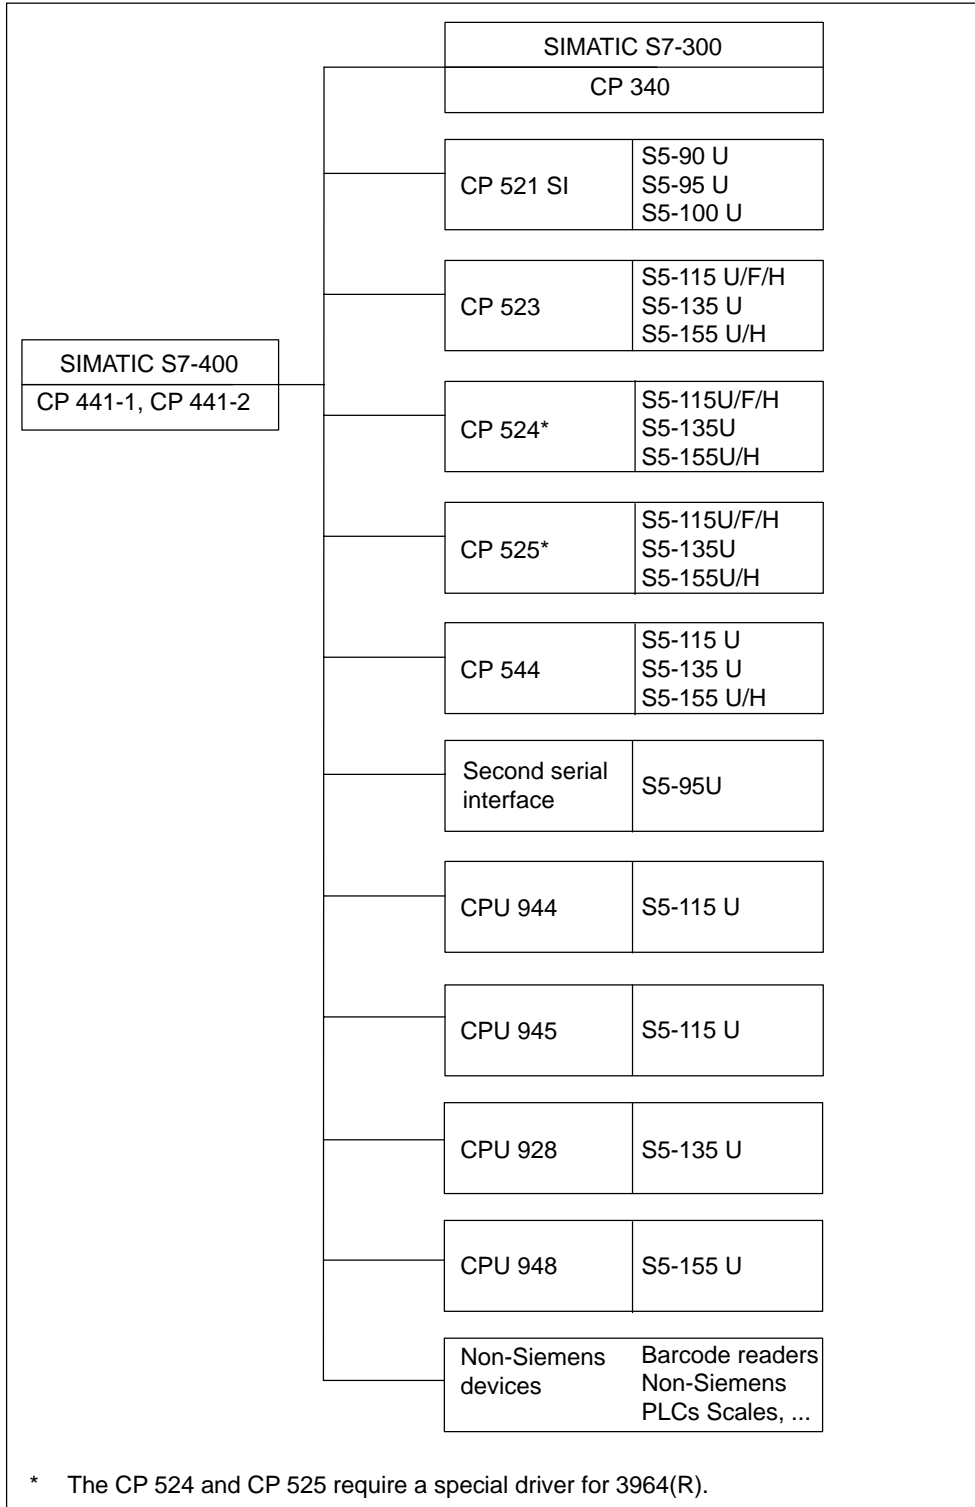 SIMATIC S7-300
CP 340
CP 521 SI
S5-90 U
S5-95 U
S5-100 U
CP 523
S5-115 U/F/H
S5-135 U
S5-155 U/H
SIMATIC S7-400
CP 441-1, CP 441-2
CP 524*
S5-115U/F/H
S5-135U
S5-155U/H
CP 525*
S5-115U/F/H
S5-135U
S5-155U/H
CP 544
S5-115 U
S5-135 U
S5-155 U/H
Second serial
interface
S5-95U
CPU 944
S5-115 U
CPU 945
S5-115 U
CPU 928
S5-135 U
CPU 948
S5-155 U
Non-Siemens
devices
Barcode readers
Non-Siemens
PLCs Scales, ...
* The CP 524 and CP 525 require a special driver for 3964(R).